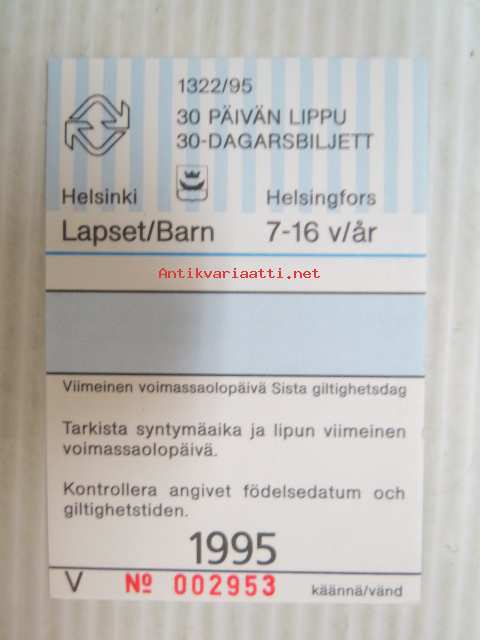 1322/95
30 PÄIVÄN LIPPU
30-DAGARSBILJETT
Helsinki Helsingfors
Lapset/Barn 7-16 v/år
Antikvariaatti.net
Viimeinen voimassaolopäivä Sista giltighetsdag
Tarkista syntymäaika ja lipun viimeinen
voimassaolopäivä.
Kontrollera angivet födelsedatum och
giltighetstiden.
1995
V № 002953 käännä/vänd